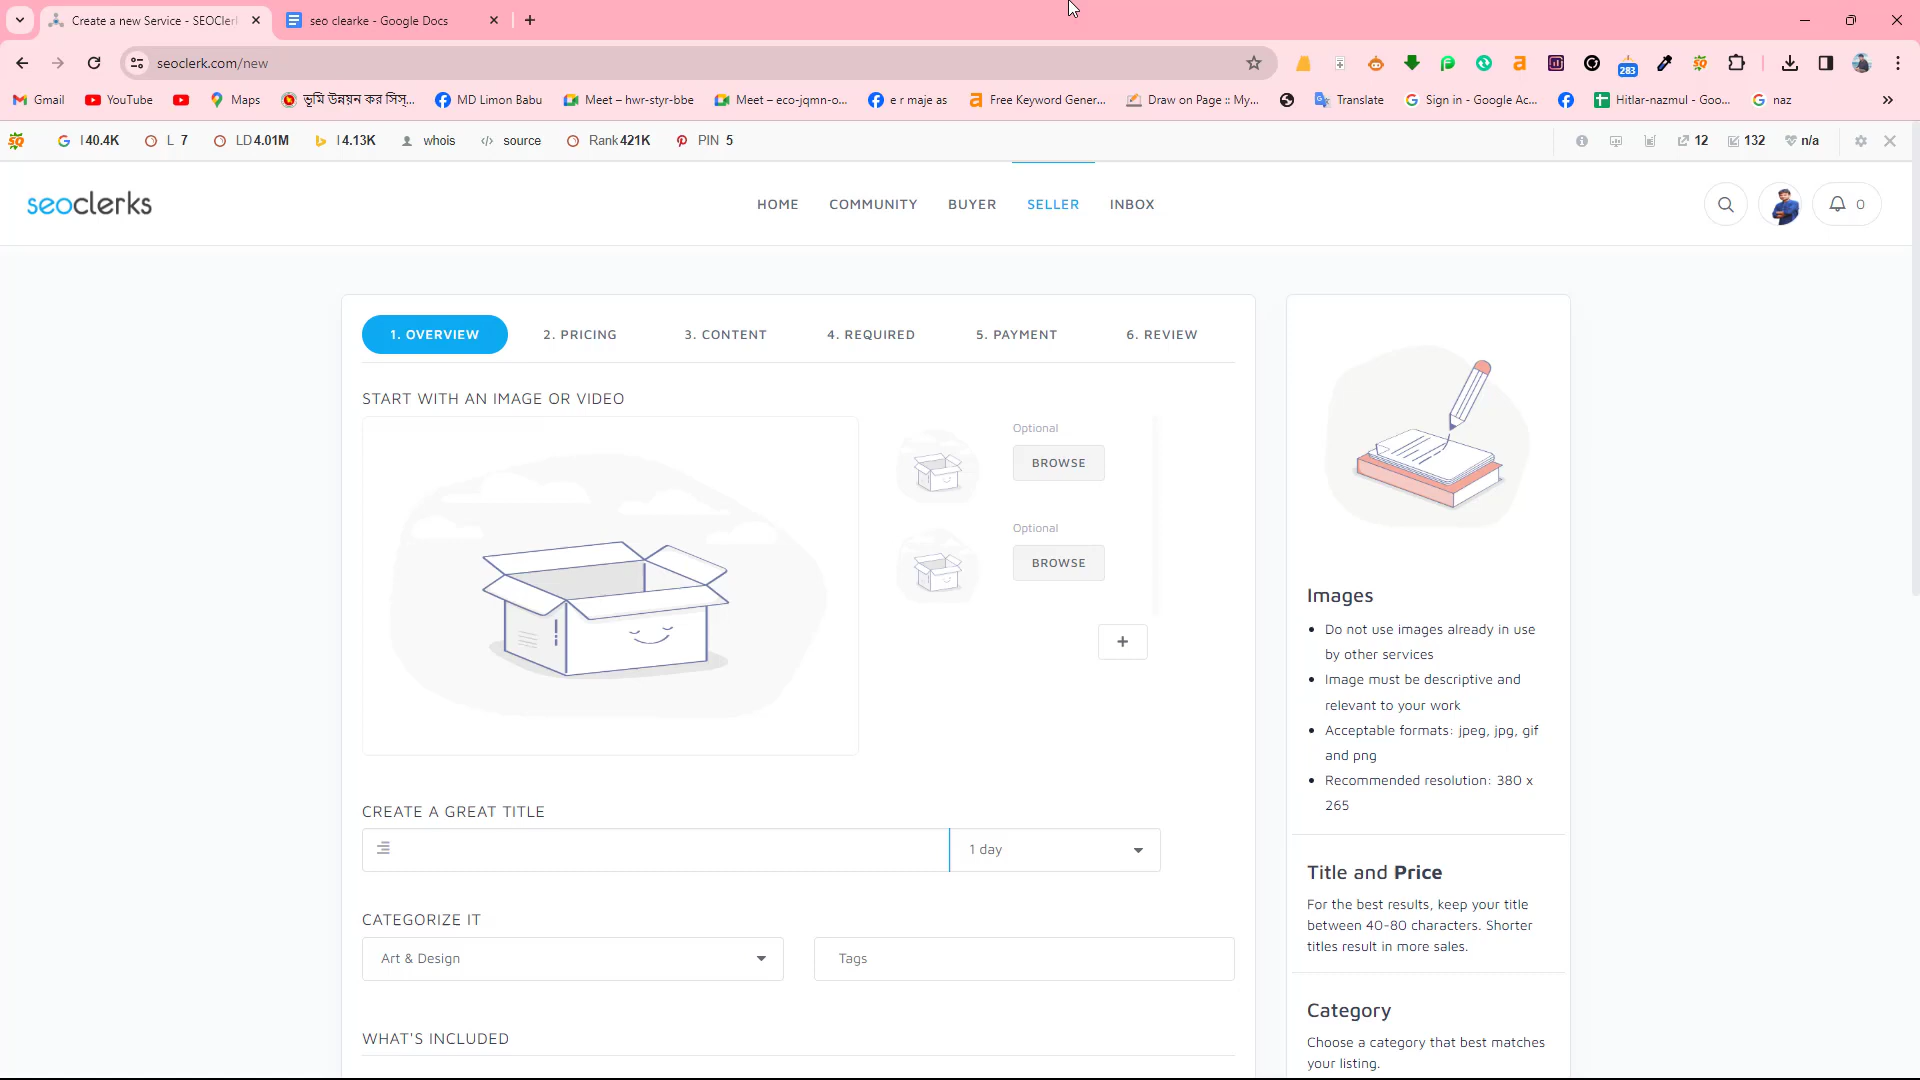 Create a new Service - SEOCler
seo clearke - Google Docs
seoclerk.com/new
283
Gmail
YouTube
Maps
ভূমি উন্নয়ন কর সিস্...
MD Limon Babu
Meet – hwr-styr-bbe
Meet – eco-jqmn-o...
e r maje as
Free Keyword Gener...
Draw on Page :: My...
Translate
Sign in - Google Ac...
Hitlar-nazmul - Goo...
naz
I 40.4K
L 7
LD 4.01M
I 4.13K
whois
source
Rank 421K
PIN 5
12
132
n/a
seoclerks
HOME
COMMUNITY
BUYER
SELLER
INBOX
0
1. OVERVIEW
2. PRICING
3. CONTENT
4. REQUIRED
5. PAYMENT
6. REVIEW
START WITH AN IMAGE OR VIDEO
Optional
BROWSE
Optional
BROWSE
+
CREATE A GREAT TITLE
1 day
CATEGORIZE IT
Art & Design
Tags
WHAT'S INCLUDED
Images
Do not use images already in use
by other services
Image must be descriptive and
relevant to your work
Acceptable formats: jpeg, jpg, gif
and png
Recommended resolution: 380 x
265
Title and Price
For the best results, keep your title
between 40-80 characters. Shorter
titles result in more sales.
Category
Choose a category that best matches
your listing.